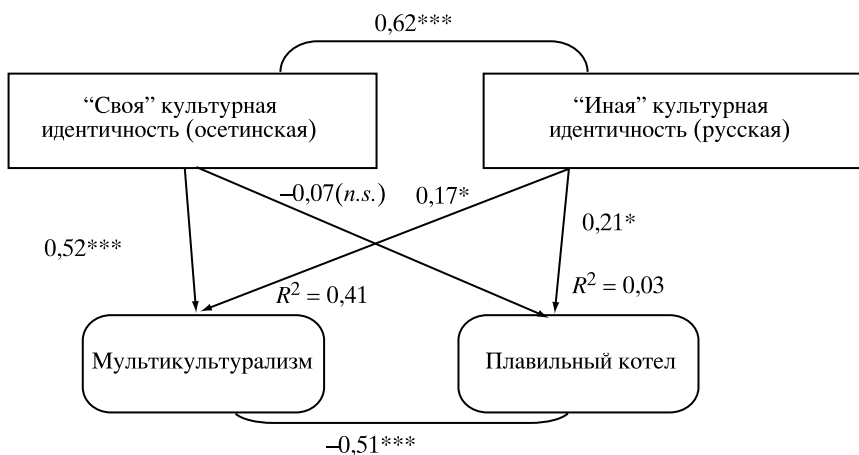 0,62***
“Своя” культурная
идентичность (осетинская)
“Иная” культурная
идентичность (русская)
–0,07(n.s.)
0,17*
0,21*
0,52***
R² = 0,41
R² = 0,03
Мультикультурализм
Плавильный котел
–0,51***